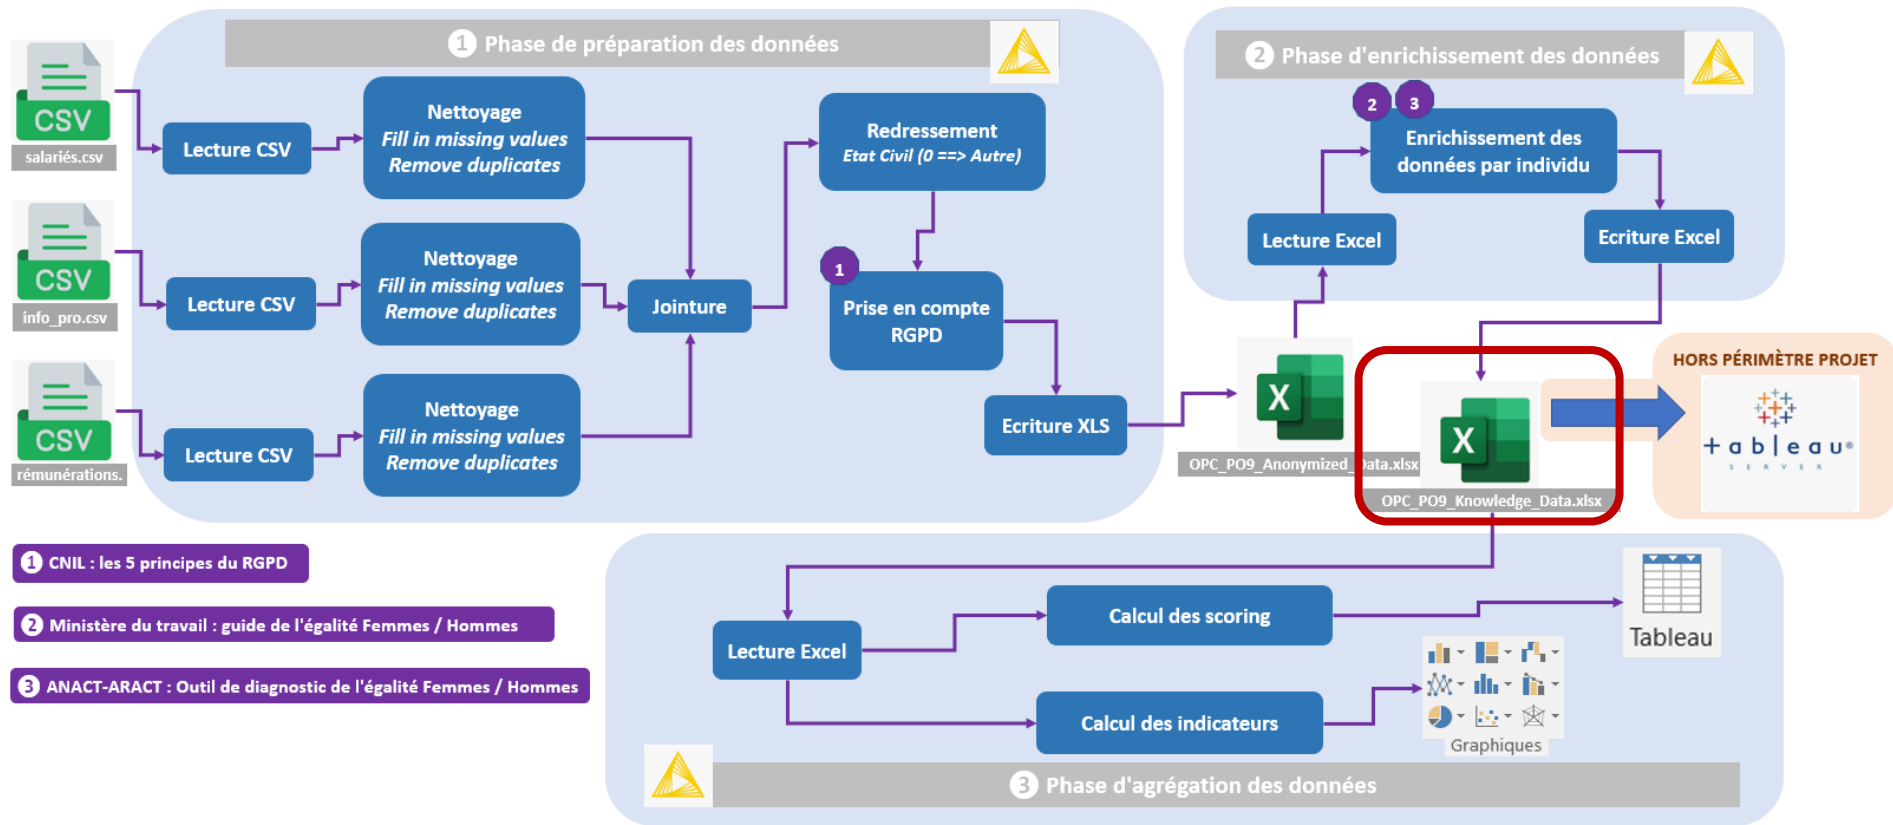 1 Phase de préparation des données
CSV
salariés.csv
Lecture CSV
Nettoyage
Fill in missing values
Remove duplicates
CSV
info_pro.csv
Lecture CSV
Nettoyage
Fill in missing values
Remove duplicates
CSV
rémunérations.
Lecture CSV
Nettoyage
Fill in missing values
Remove duplicates
Jointure
Redressement
Etat Civil (0 ==> Autre)
1
Prise en compte
RGPD
Ecriture XLS
X
OPC_PO9_Anonymized_Data.xlsx
2 Phase d'enrichissement des données
2
3
Lecture Excel
Enrichissement des
données par individu
Ecriture Excel
X
OPC_PO9_Knowledge_Data.xlsx
HORS PÉRIMÈTRE PROJET
+ableau®
SERVER
1 CNIL : les 5 principes du RGPD
2 Ministère du travail : guide de l'égalité Femmes / Hommes
3 ANACT-ARACT : Outil de diagnostic de l'égalité Femmes / Hommes
Lecture Excel
Calcul des scoring
Tableau
Calcul des indicateurs
Graphiques
3 Phase d'agrégation des données